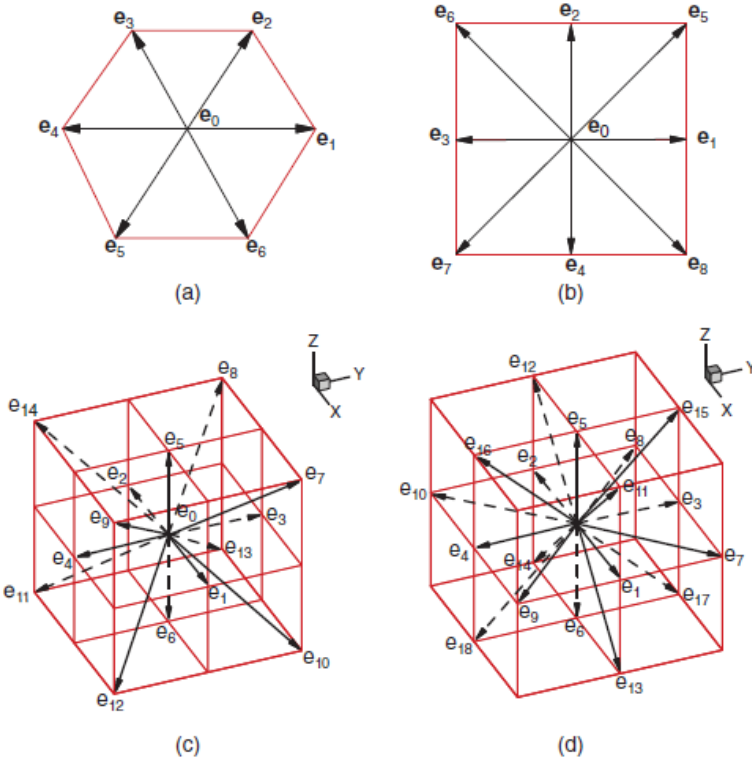 e3 e2
e4 e0 e1
e5 e6
(a)
e6 e2 e5
e3 e0 e1
e7 e4 e8
(b)
Z
Y
X
e8
e14
e5
e7
e2
e9 e0
e3
e4
e13
e11
e1
e6
e10
e12
(c)
Z
Y
X
e12
e15
e5
e16 e8
e2
e10 e11
e3
e4
e14 e7
e1
e9 e17
e6
e18
e13
(d)